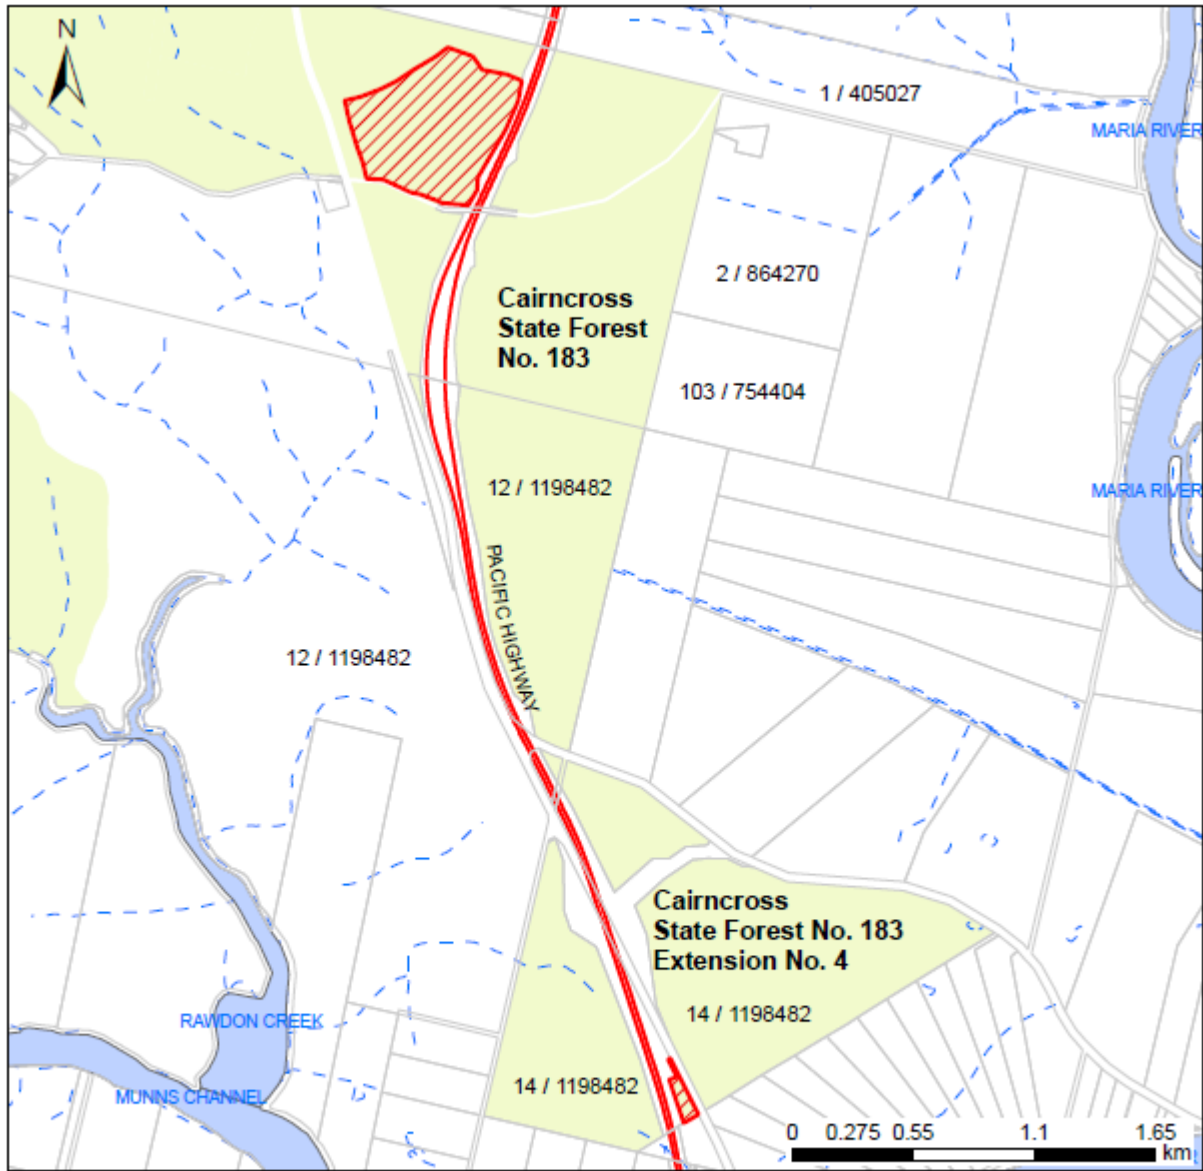 N
1 / 405027
MARIA RIVER
2 / 864270
Cairncross
State Forest
No. 183
103 / 754404
12 / 1198482
MARIA RIVER
PACIFIC HIGHWAY
12 / 1198482
Cairncross
State Forest No. 183
Extension No. 4
14 / 1198482
RAWDON CREEK
14 / 1198482
MUNNS CHANNEL
0 0.275 0.55 1.1 1.65
km